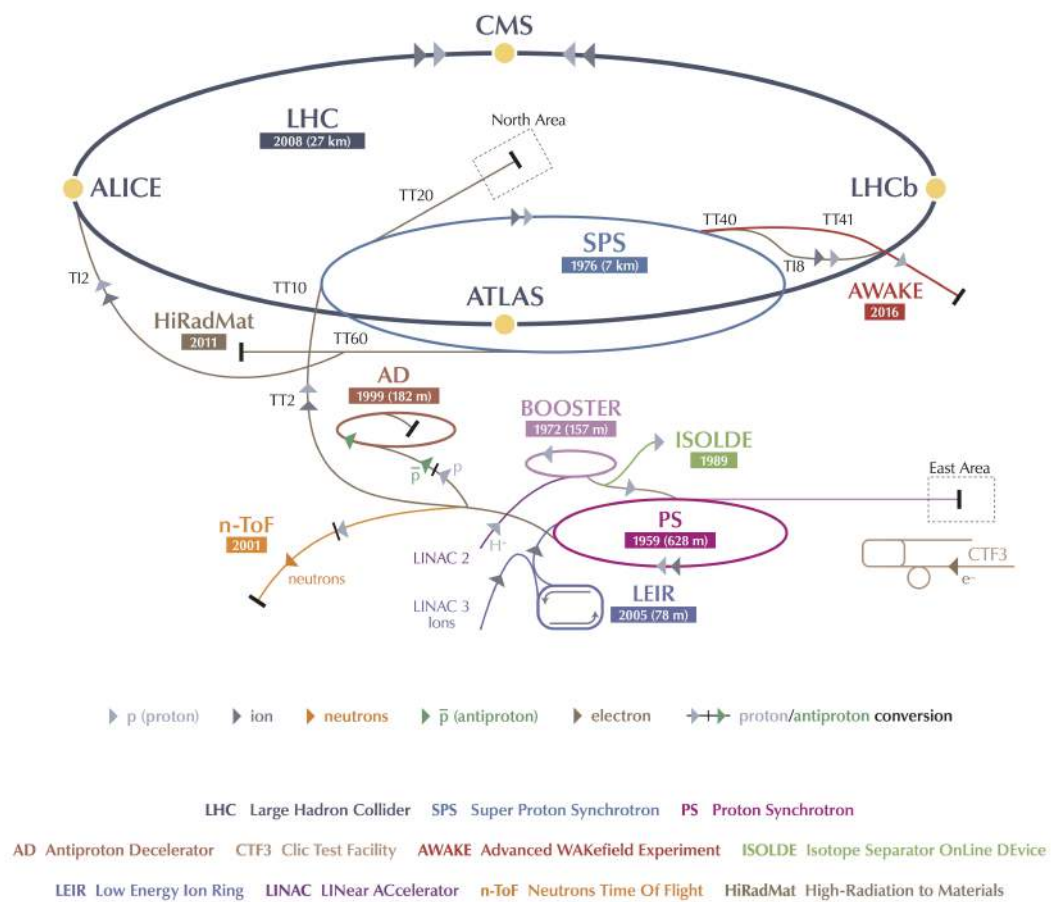 CMS
LHC
2008 (27 km)
North Area
ALICE
LHCb
TT20
TT40
TT41
SPS
1976 (7 km)
TI2
TI8
TT10
ATLAS
AWAKE
2016
HiRadMat
2011
TT60
AD
1999 (182 m)
TT2
BOOSTER
1972 (157 m)
ISOLDE
1989
p̅
p
East Area
n-ToF
2001
PS
1959 (628 m)
H⁻
LINAC 2
neutrons
CTF3
e⁻
LEIR
2005 (78 m)
LINAC 3
Ions
p (proton) ion neutrons p̅ (antiproton) electron proton/antiproton conversion
LHC Large Hadron Collider SPS Super Proton Synchrotron PS Proton Synchrotron
AD Antiproton Decelerator CTF3 Clic Test Facility AWAKE Advanced WAKefield Experiment ISOLDE Isotope Separator OnLine DEvice
LEIR Low Energy Ion Ring LINAC LINear ACcelerator n-ToF Neutrons Time Of Flight HiRadMat High-Radiation to Materials